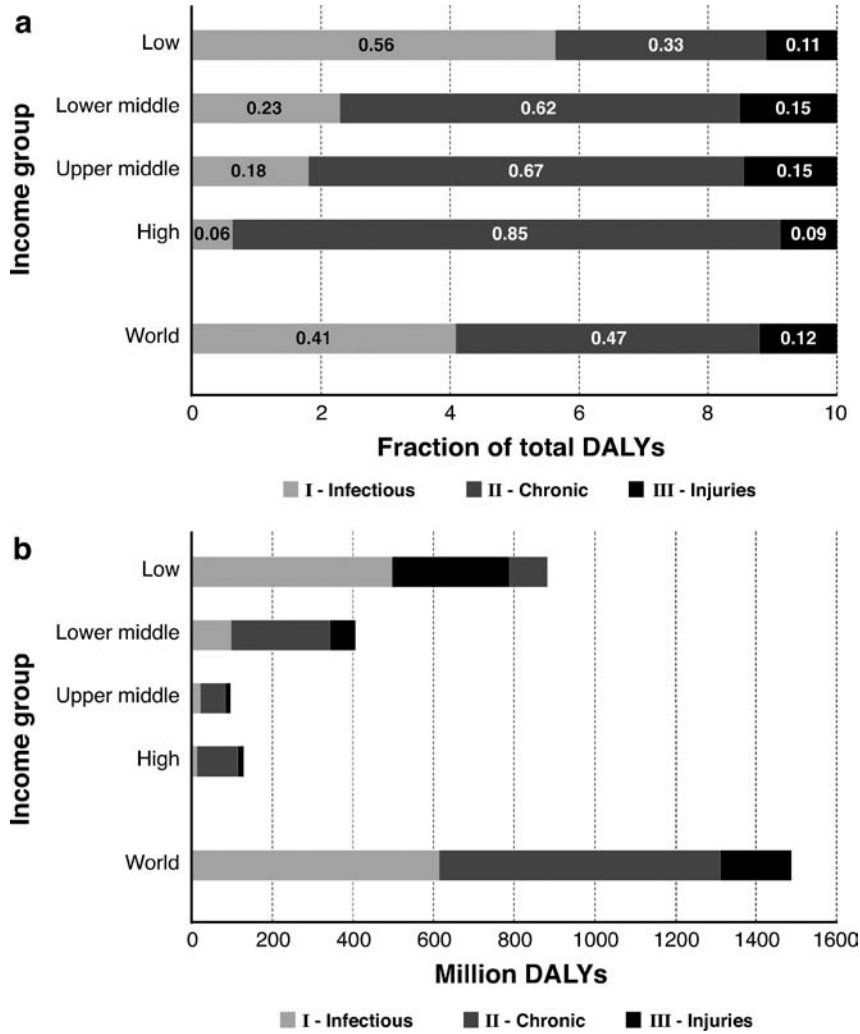 a
Income group
Low
0.56 0.33 0.11
Lower middle
0.23 0.62 0.15
Upper middle
0.18 0.67 0.15
High
0.06 0.85 0.09
World
0.41 0.47 0.12
0 2 4 6 8 10
Fraction of total DALYs
I - Infectious II - Chronic III - Injuries
b
Income group
Low
Lower middle
Upper middle
High
World
0 200 400 600 800 1000 1200 1400 1600
Million DALYs
I - Infectious II - Chronic III - Injuries